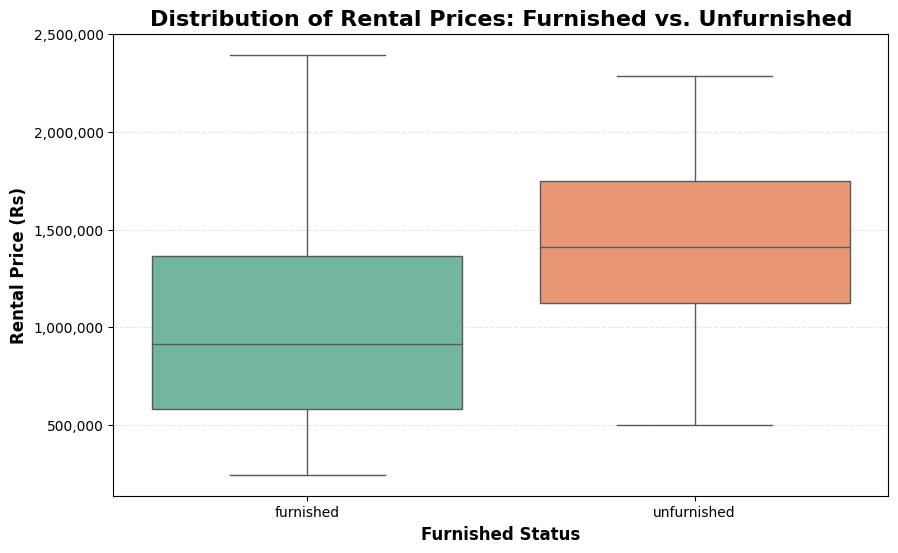 Distribution of Rental Prices: Furnished vs. Unfurnished
2,500,000
2,000,000
1,500,000
1,000,000
500,000
Rental Price (Rs)
furnished
unfurnished
Furnished Status